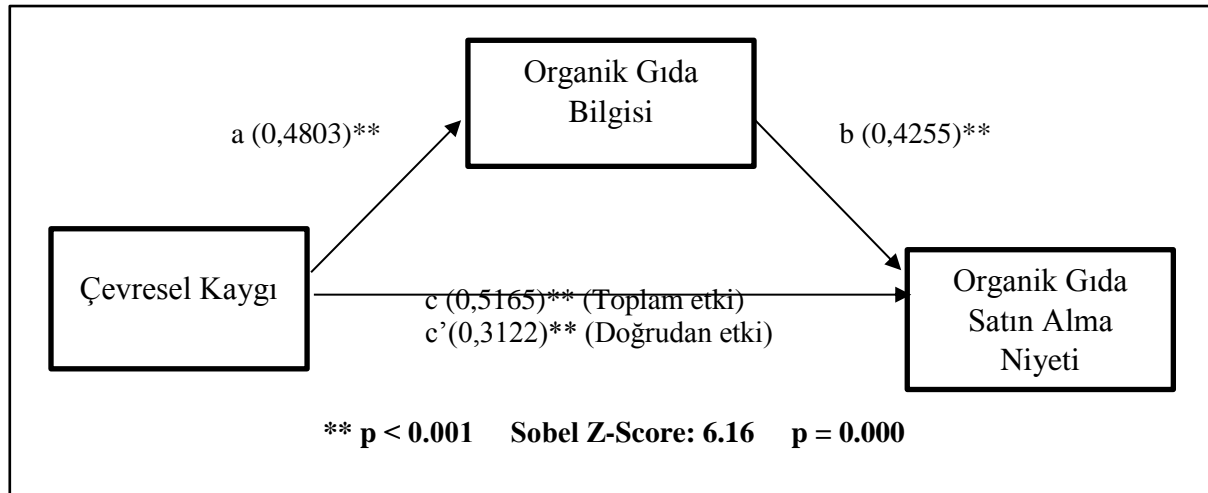 Organik Gıda
Bilgisi
a (0,4803)**
b (0,4255)**
Çevresel Kaygı
c (0,5165)** (Toplam etki)
c’(0,3122)** (Doğrudan etki)
Organik Gıda
Satın Alma
Niyeti
** p < 0.001 Sobel Z-Score: 6.16 p = 0.000